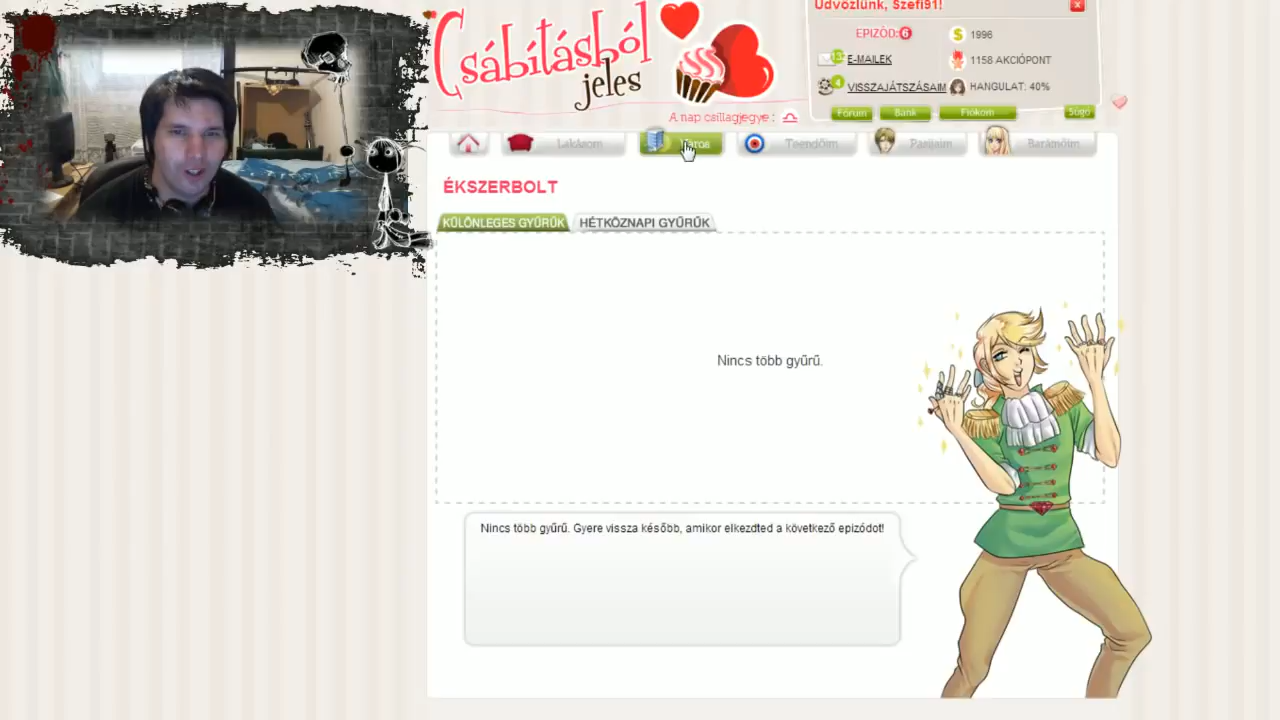 Csábításból
jeles
A nap csillagjegye :
Üdvözlünk, Szefi91!
x
EPIZÓD: 6
1996
E-MAILEK
1158 AKCIÓPONT
4
VISSZAJÁTSZÁSAIM
HANGULAT: 40%
Fórum
Bank
Fiókom
Súgó
Lakásom
Teendőim
Pasijaim
Barátnőim
ÉKSZERBOLT
KÜLÖNLEGES GYŰRŰK
HÉTKÖZNAPI GYŰRŰK
Nincs több gyűrű.
Nincs több gyűrű. Gyere vissza később, amikor elkezdted a következő epizódot!